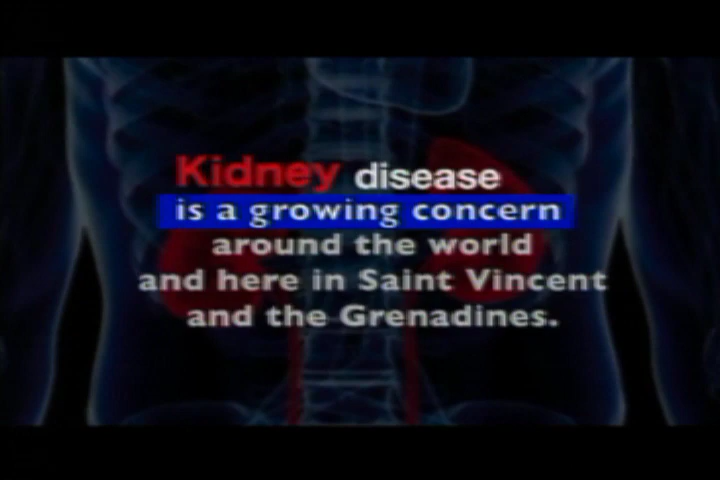 Kidney disease
is a growing concern
around the world
and here in Saint Vincent
and the Grenadines.